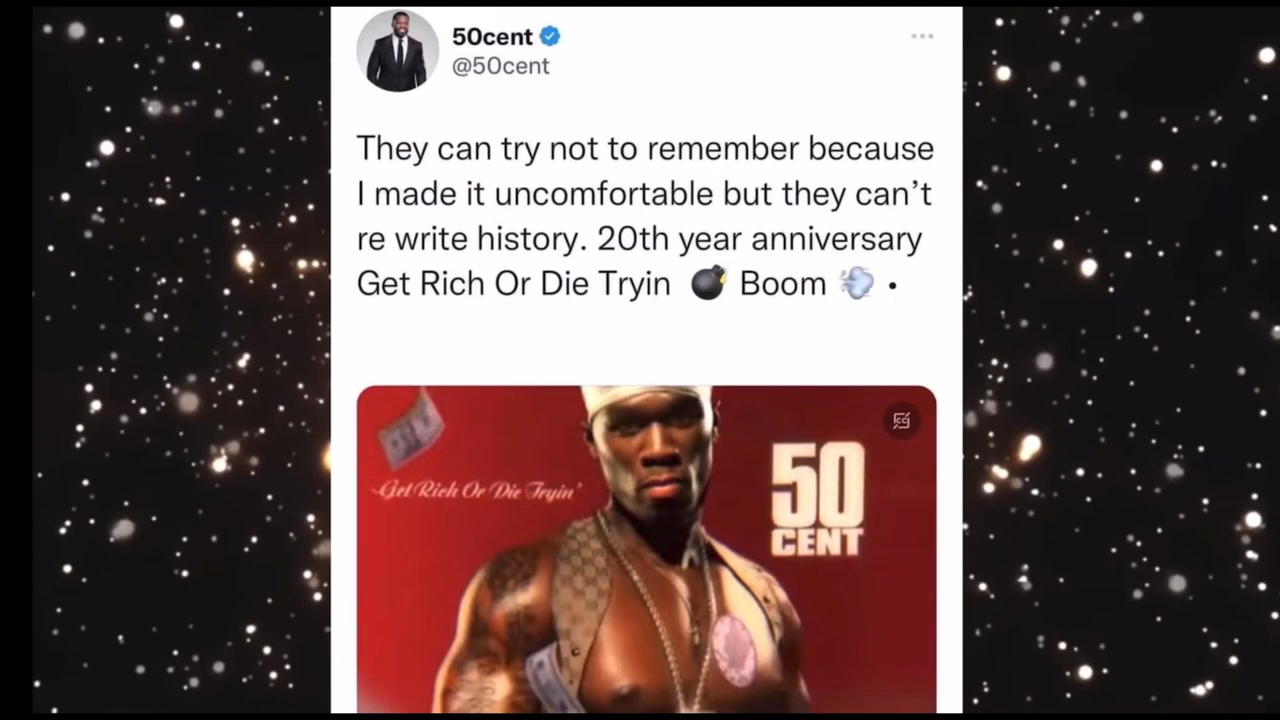 50cent
@50cent
They can try not to remember because
I made it uncomfortable but they can’t
re write history. 20th year anniversary
Get Rich Or Die Tryin 💣 Boom 💨 •
Get Rich Or Die Tryin'
50
CENT